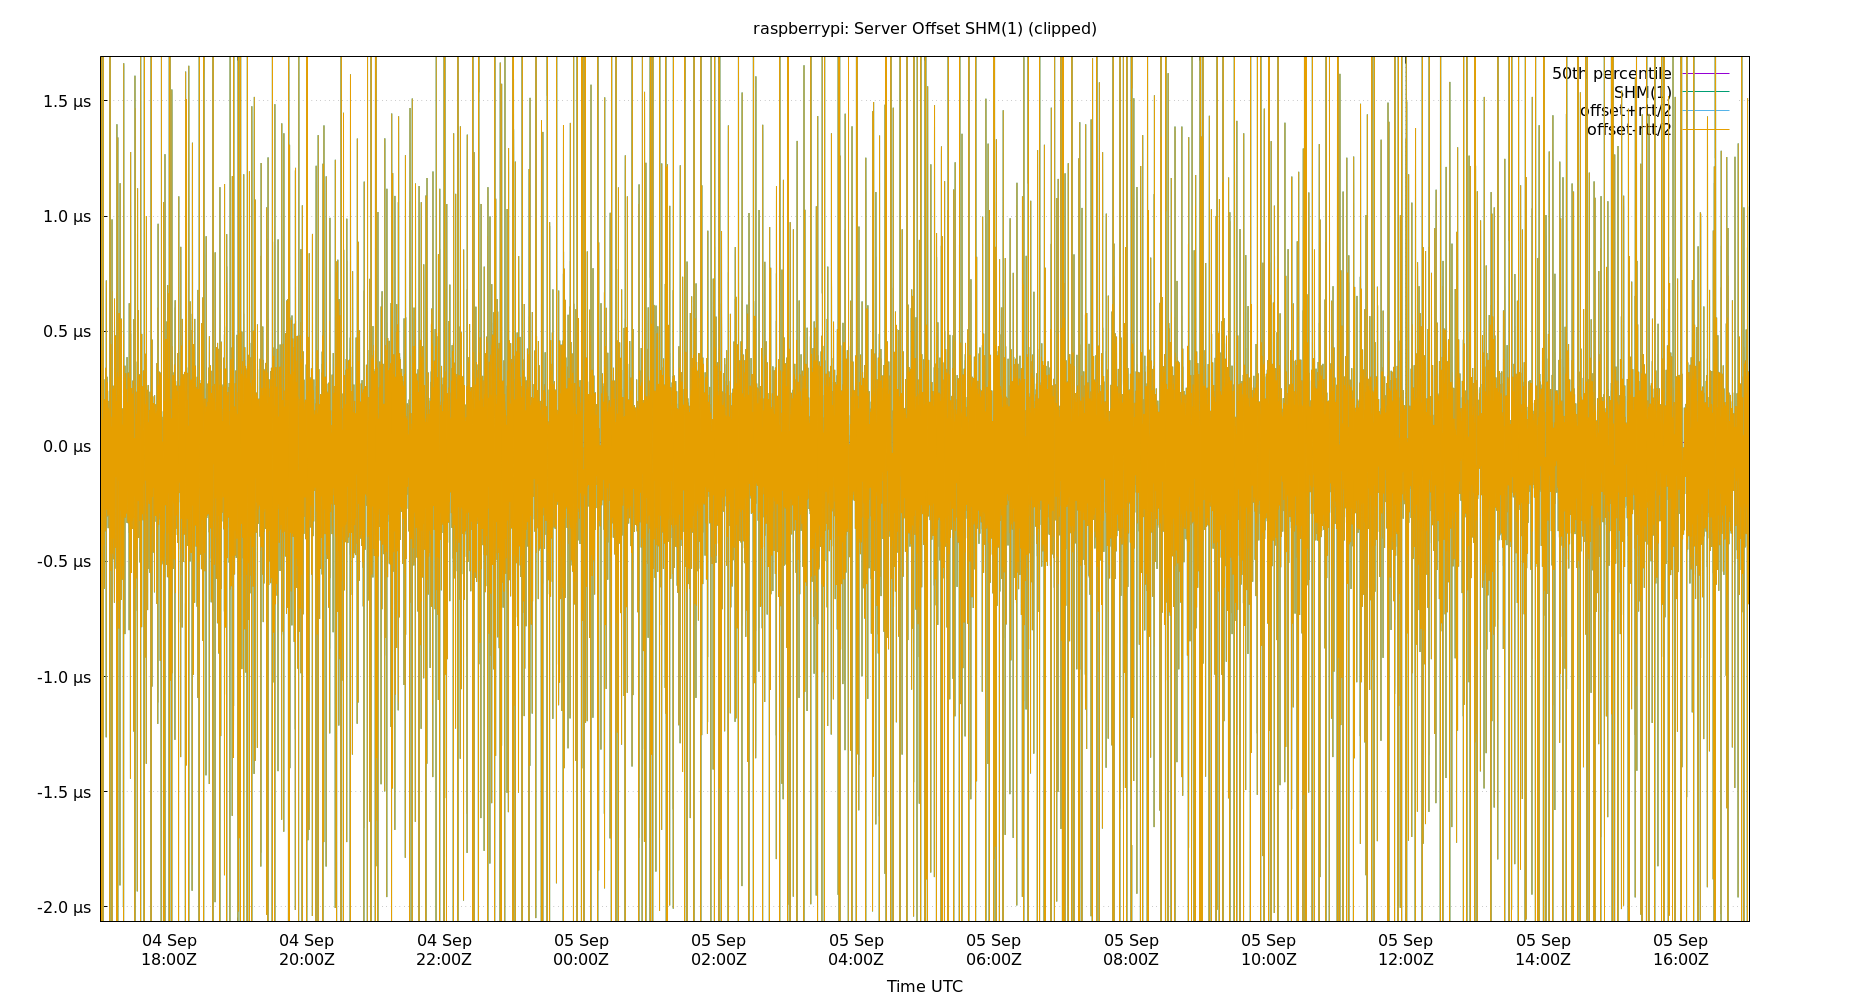 raspberrypi: Server Offset SHM(1) (clipped)
50th percentile
SHM(1)
offset+rtt/2
offset-rtt/2
1.5 µs
1.0 µs
0.5 µs
0.0 µs
-0.5 µs
-1.0 µs
-1.5 µs
-2.0 µs
04 Sep 04 Sep 04 Sep 05 Sep 05 Sep 05 Sep 05 Sep 05 Sep 05 Sep 05 Sep 05 Sep 05 Sep
18:00Z 20:00Z 22:00Z 00:00Z 02:00Z 04:00Z 06:00Z 08:00Z 10:00Z 12:00Z 14:00Z 16:00Z
Time UTC